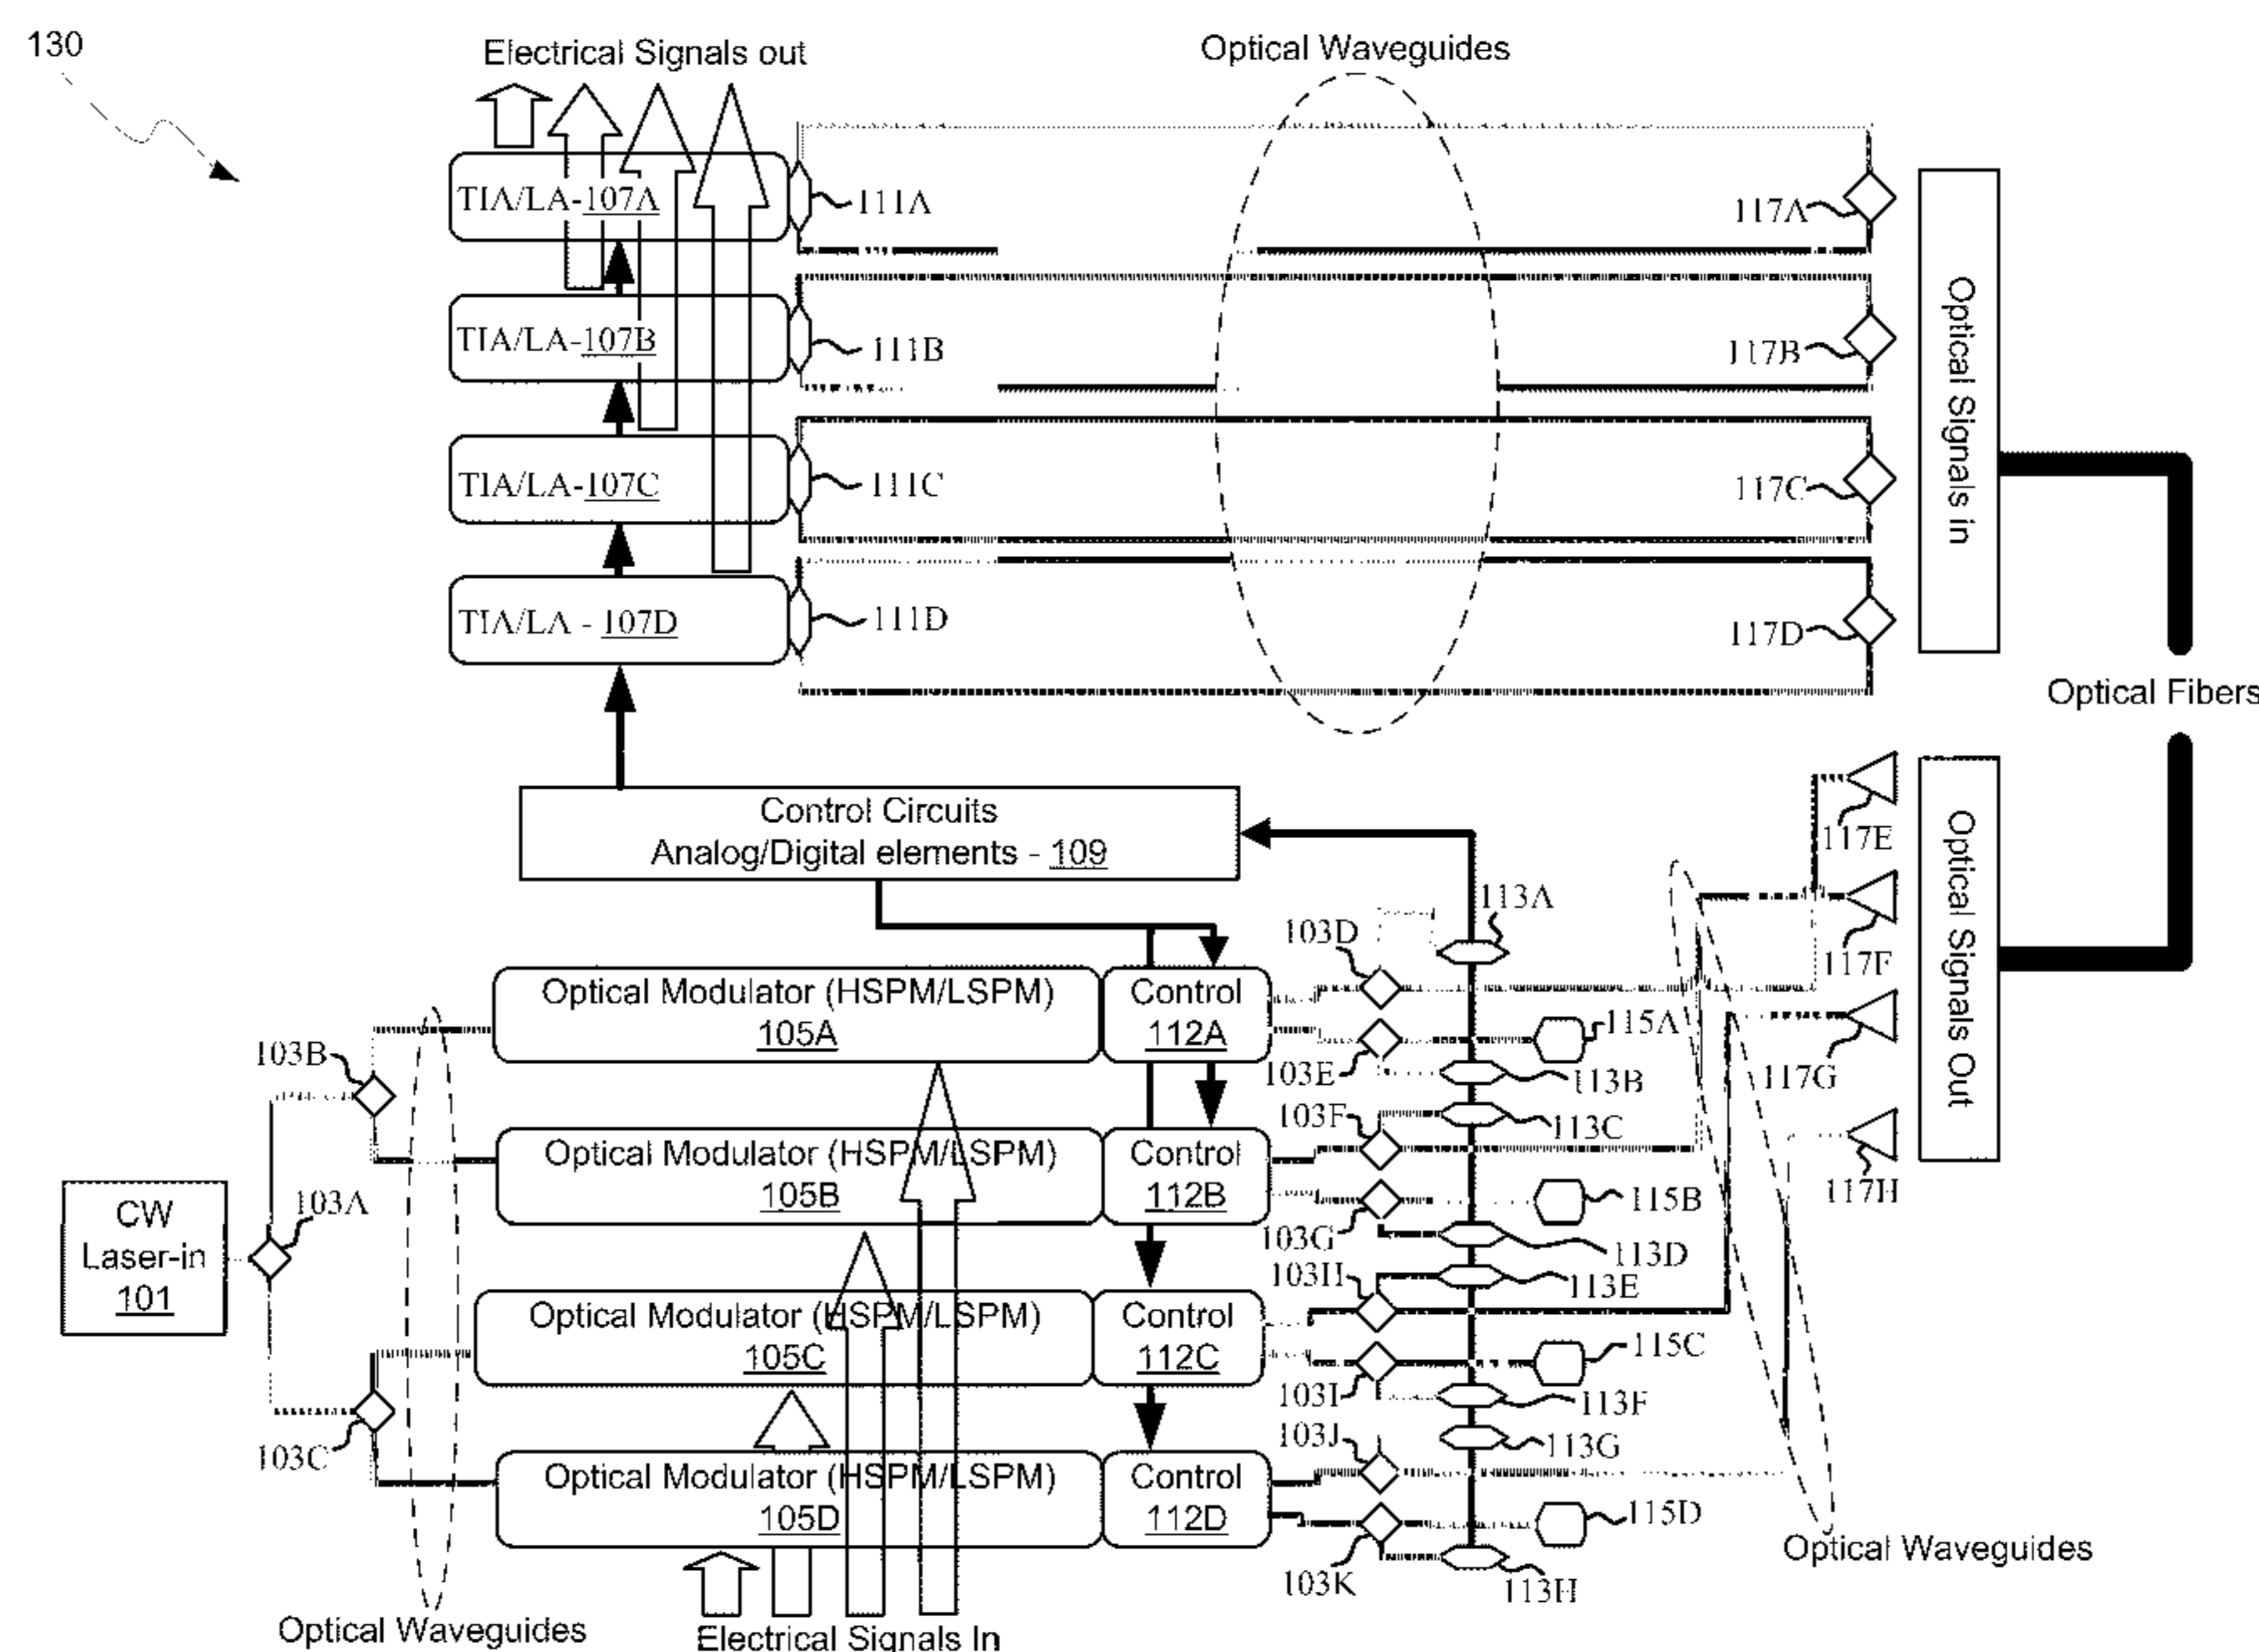 130
Electrical Signals out
Optical Waveguides
TIA/LA-107A
111A
117A
TIA/LA-107B
111B
117B
TIA/LA-107C
111C
117C
TIA/LA - 107D
111D
117D
Optical Signals in
Optical Fibers
Control Circuits
Analog/Digital elements - 109
117E
117F
117G
117H
Optical Signals Out
113A
103D
Optical Modulator (HSPM/LSPM)
105A
Control
112A
115A
103E
113B
103B
103F
113C
Optical Modulator (HSPM/LSPM)
105B
Control
112B
115B
103G
113D
CW
Laser-in
101
103A
103H
113E
Optical Modulator (HSPM/LSPM)
105C
Control
112C
115C
103I
113F
103C
103J
113G
Optical Modulator (HSPM/LSPM)
105D
Control
112D
115D
103K
113H
Optical Waveguides
Optical Waveguides
Electrical Signals In